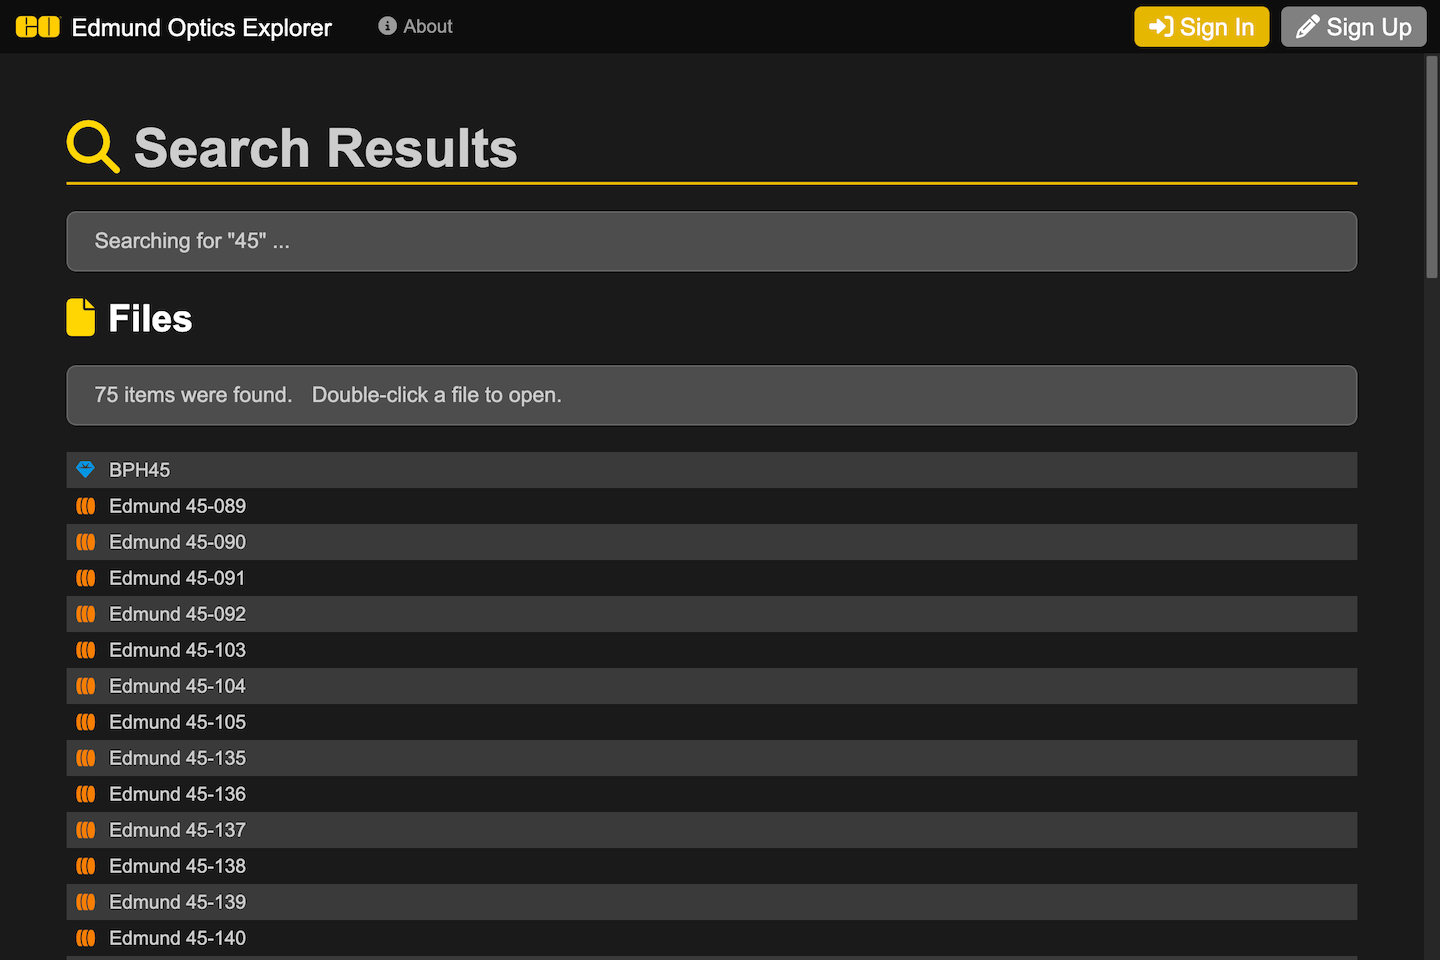 EO Edmund Optics Explorer About Sign In Sign Up
Search Results
Searching for "45" ...
Files
75 items were found. Double-click a file to open.
BPH45
Edmund 45-089
Edmund 45-090
Edmund 45-091
Edmund 45-092
Edmund 45-103
Edmund 45-104
Edmund 45-105
Edmund 45-135
Edmund 45-136
Edmund 45-137
Edmund 45-138
Edmund 45-139
Edmund 45-140